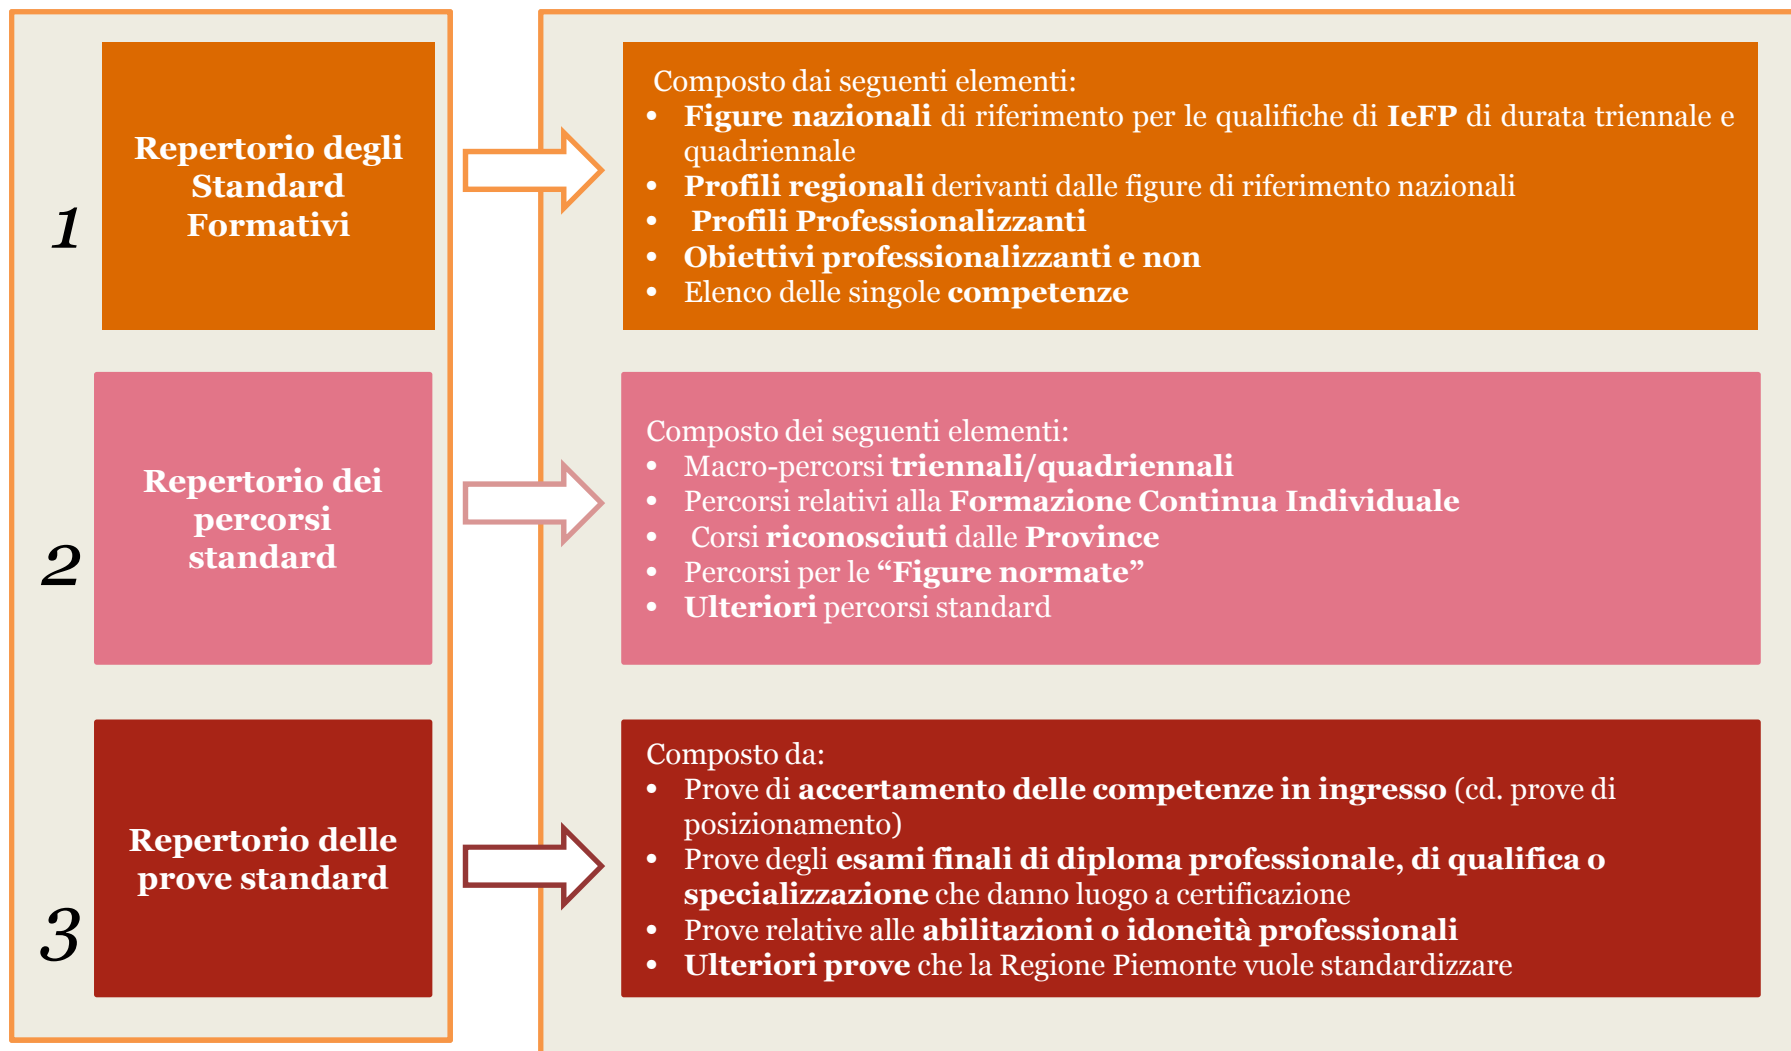 1
Repertorio degli
Standard
Formativi
Composto dai seguenti elementi:
• Figure nazionali di riferimento per le qualifiche di IeFP di durata triennale e
quadriennale
• Profili regionali derivanti dalle figure di riferimento nazionali
• Profili Professionalizzanti
• Obiettivi professionalizzanti e non
• Elenco delle singole competenze
2
Repertorio dei
percorsi
standard
Composto dei seguenti elementi:
• Macro-percorsi triennali/quadriennali
• Percorsi relativi alla Formazione Continua Individuale
• Corsi riconosciuti dalle Province
• Percorsi per le “Figure normate”
• Ulteriori percorsi standard
3
Repertorio delle
prove standard
Composto da:
• Prove di accertamento delle competenze in ingresso (cd. prove di
posizionamento)
• Prove degli esami finali di diploma professionale, di qualifica o
specializzazione che danno luogo a certificazione
• Prove relative alle abilitazioni o idoneità professionali
• Ulteriori prove che la Regione Piemonte vuole standardizzare